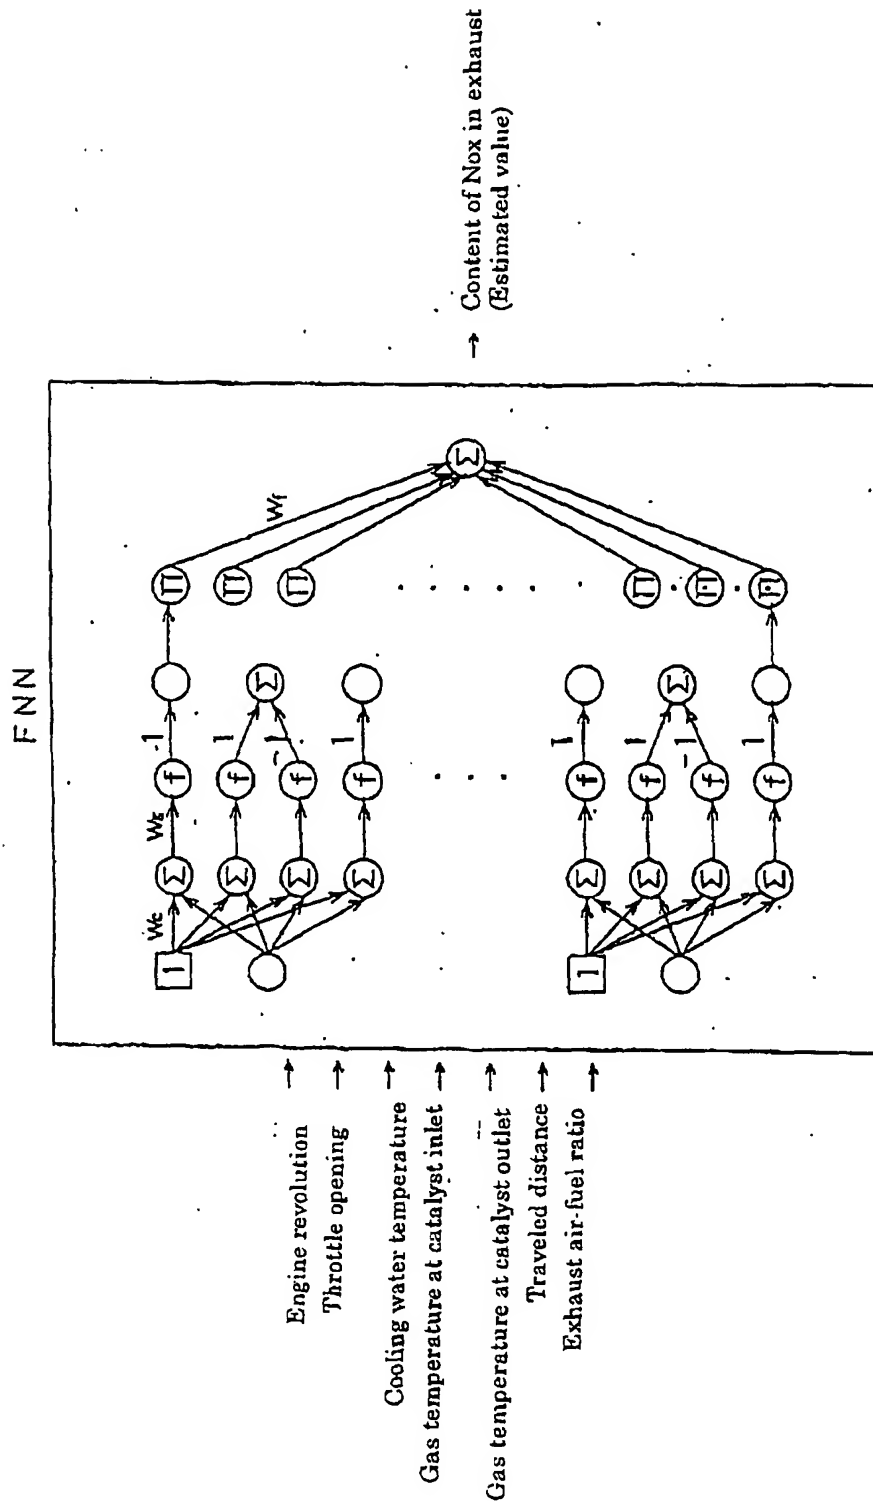 FNN
Engine revolution →
Throttle opening →
Cooling water temperature →
Gas temperature at catalyst inlet →
Gas temperature at catalyst outlet →
Traveled distance →
Exhaust air-fuel ratio →
Wc Wg 1 Wf
1 Σ f Π
Σ f 1 Σ Π
Σ f -1 Π
Σ f 1
Σ
1 Σ f 1
Σ f 1 Σ Π
Σ f -1 Π
Σ f 1 Π
→ Content of Nox in exhaust
(Estimated value)